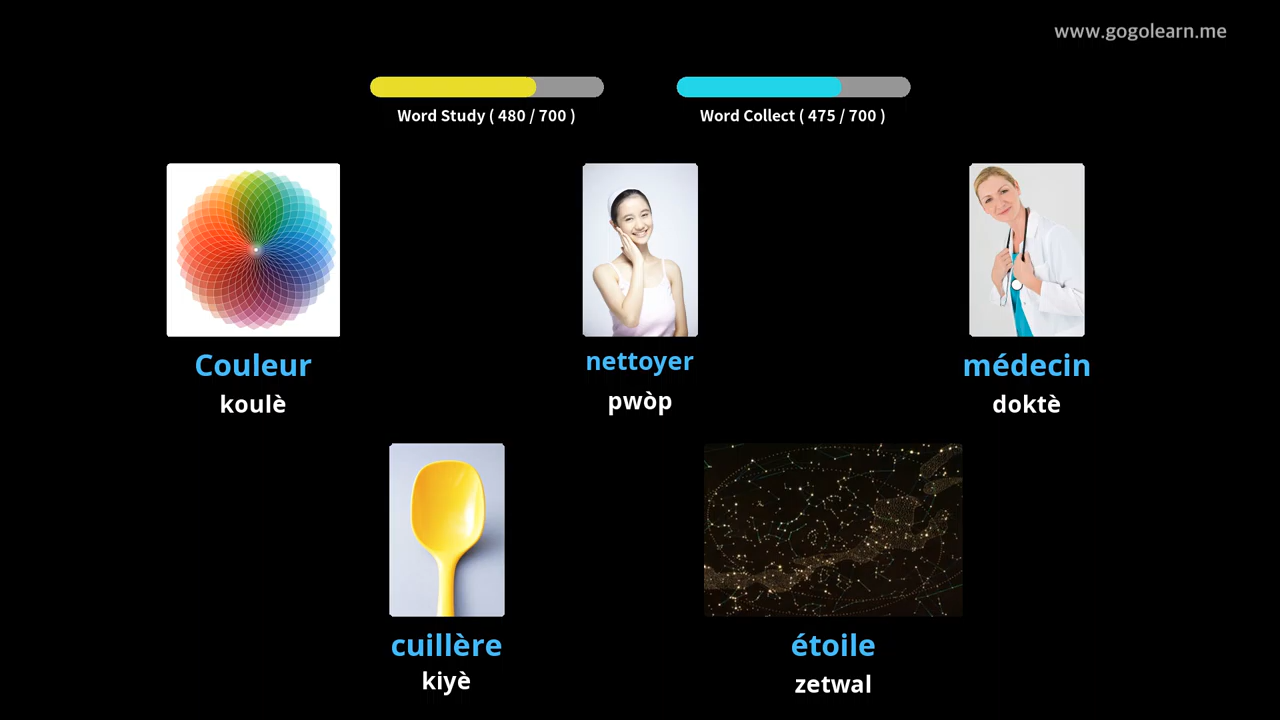 www.gogolearn.me
Word Study ( 480 / 700 )
Word Collect ( 475 / 700 )
Couleur
koulè
nettoyer
pwòp
médecin
doktè
cuillère
kiyè
étoile
zetwal